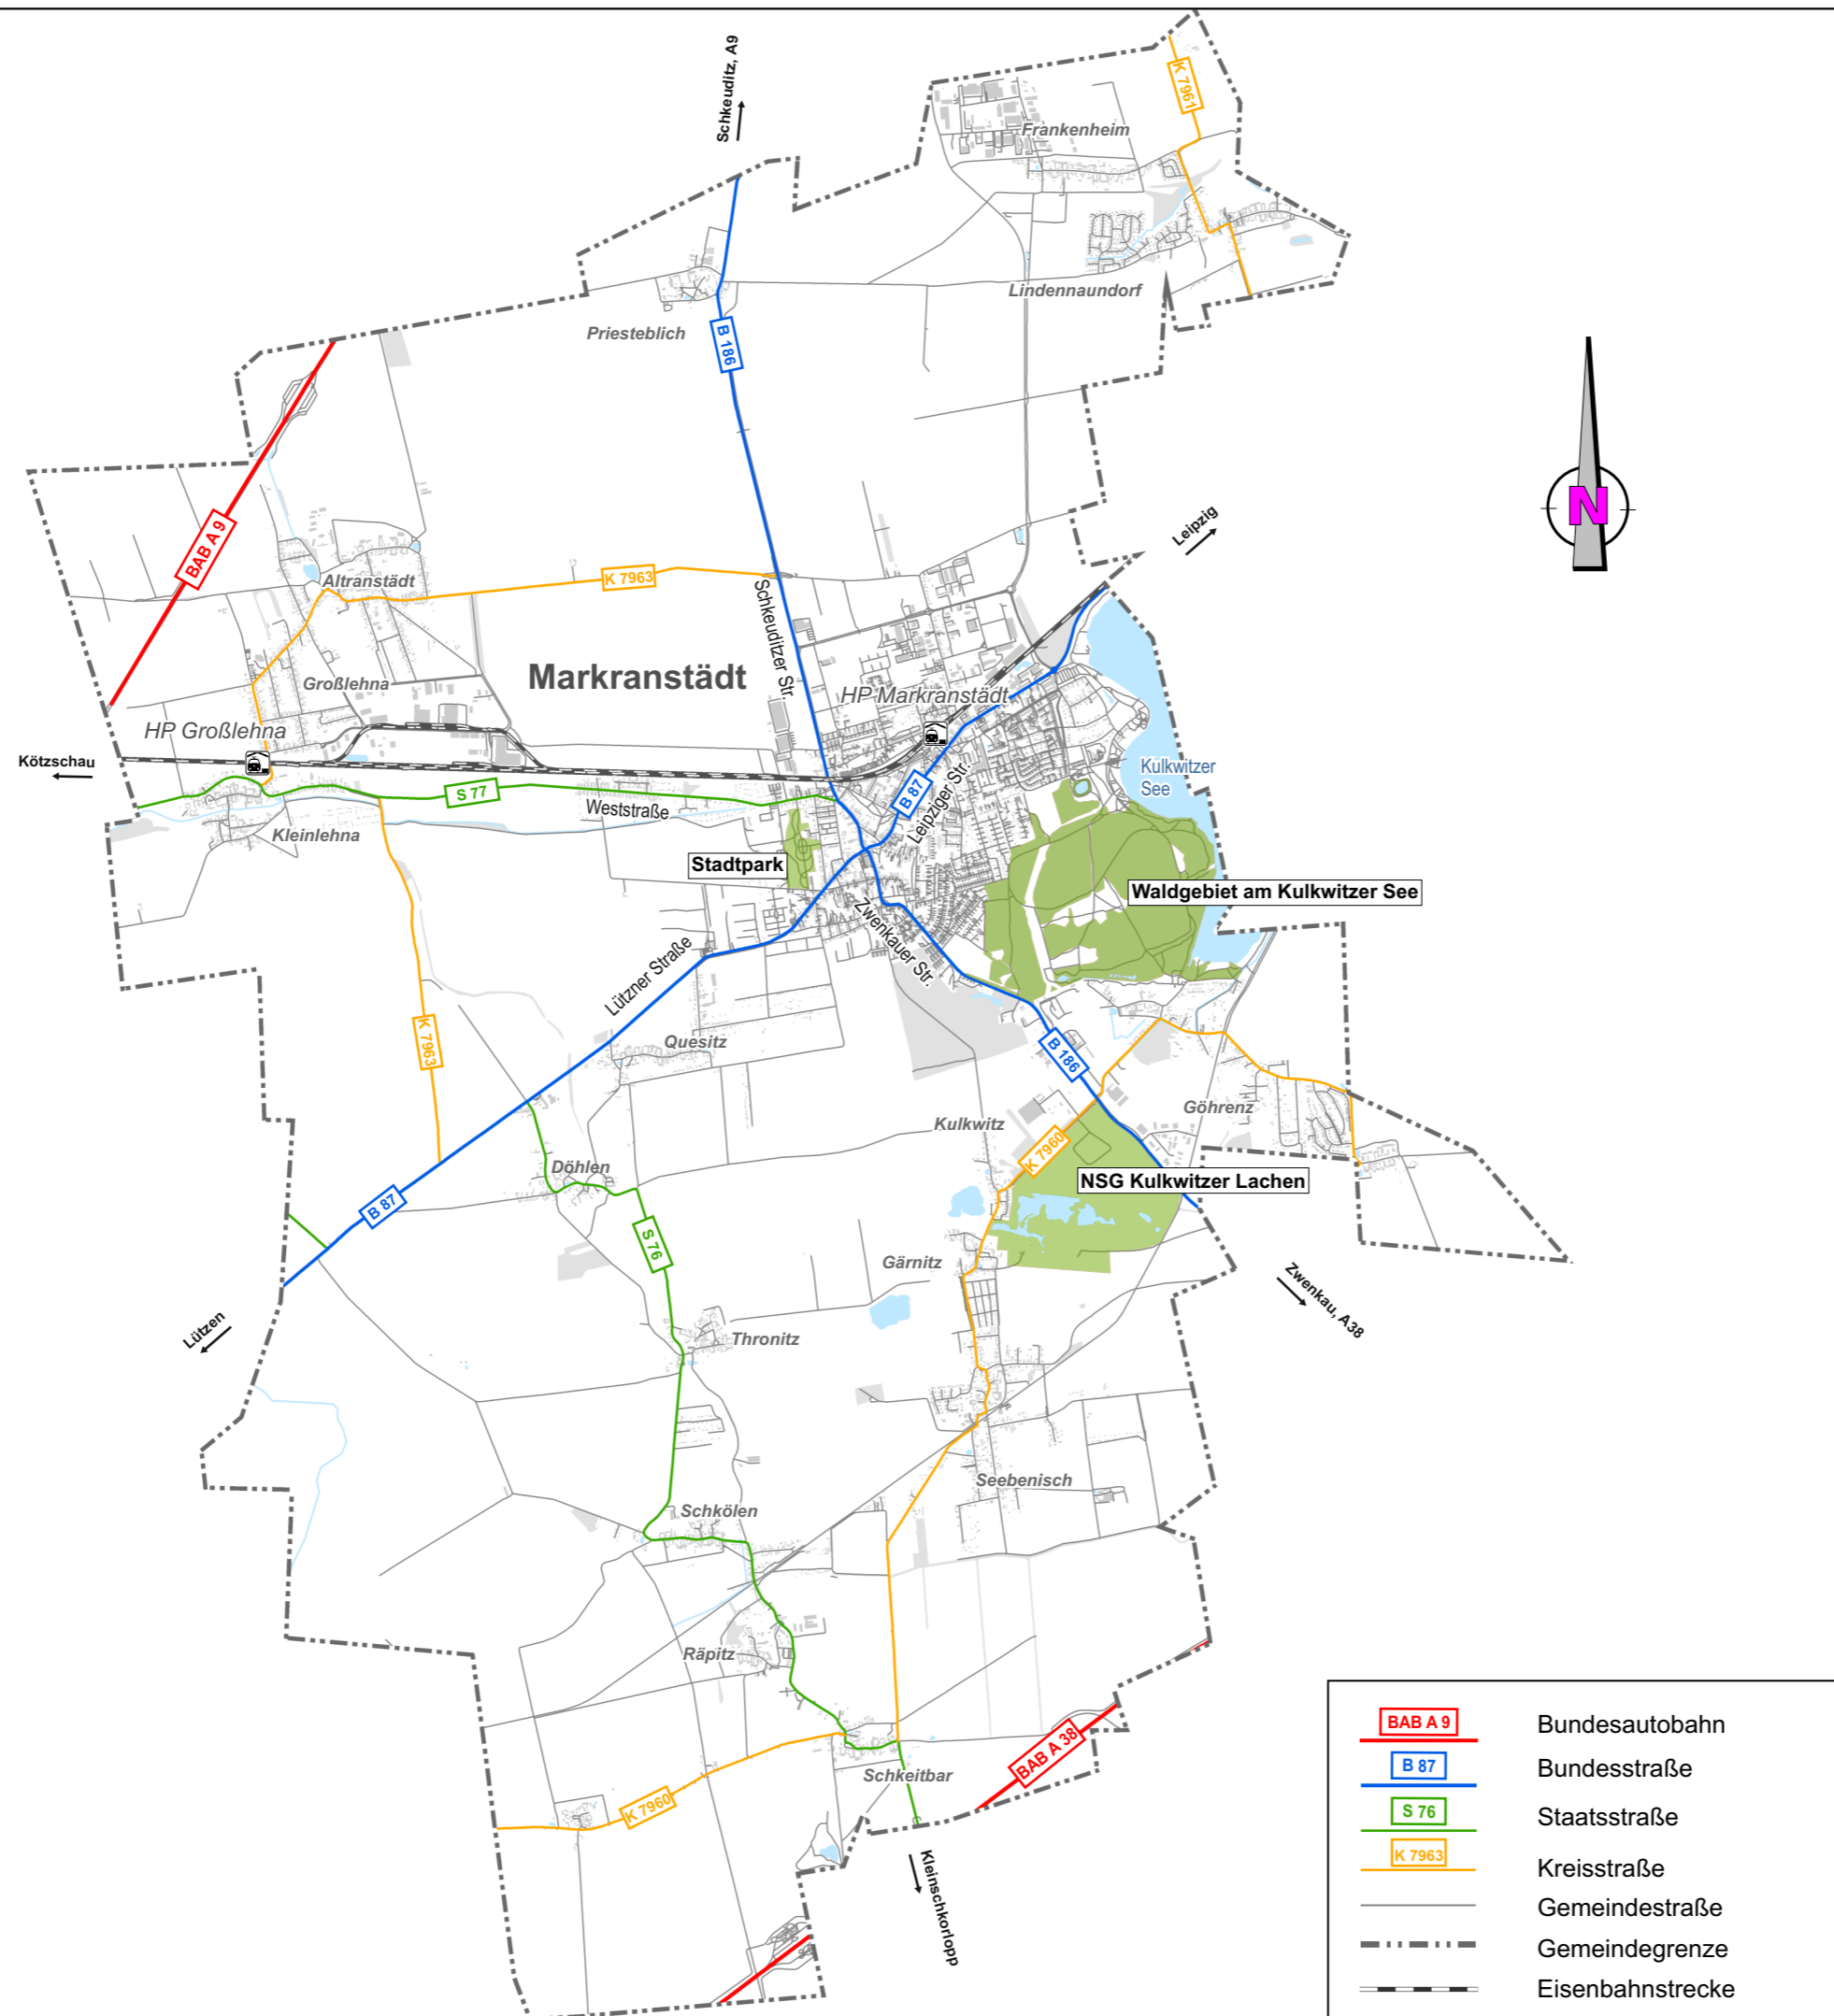 Schkeuditz, A9
K 7961
Frankenheim
Lindennaundorf
Priesteblich
B 186
N
Leipzig
BAB A 9
Altranstädt
K 7963
Schkeuditzer Str.
Großlehna
Markranstädt
HP Markranstädt
HP Großlehna
Kötzschau
Kulkwitzer
See
S 77
B 87
Weststraße
Leipziger Str.
Kleinlehna
Stadtpark
Waldgebiet am Kulkwitzer See
Zwenkauer Str.
Lützner Straße
K 7963
Quesitz
B 186
Göhrenz
Kulkwitz
K 7960
Döhlen
NSG Kulkwitzer Lachen
B 87
S 76
Gärnitz
Zwenkau, A38
Lützen
Thronitz
Seebenisch
Schkölen
Räpitz
BAB A 38
Schkeitbar
K 7960
Kleinschkorlopp
BAB A 9
Bundesautobahn
B 87
Bundesstraße
S 76
Staatsstraße
K 7963
Kreisstraße
Gemeindestraße
Gemeindegrenze
Eisenbahnstrecke